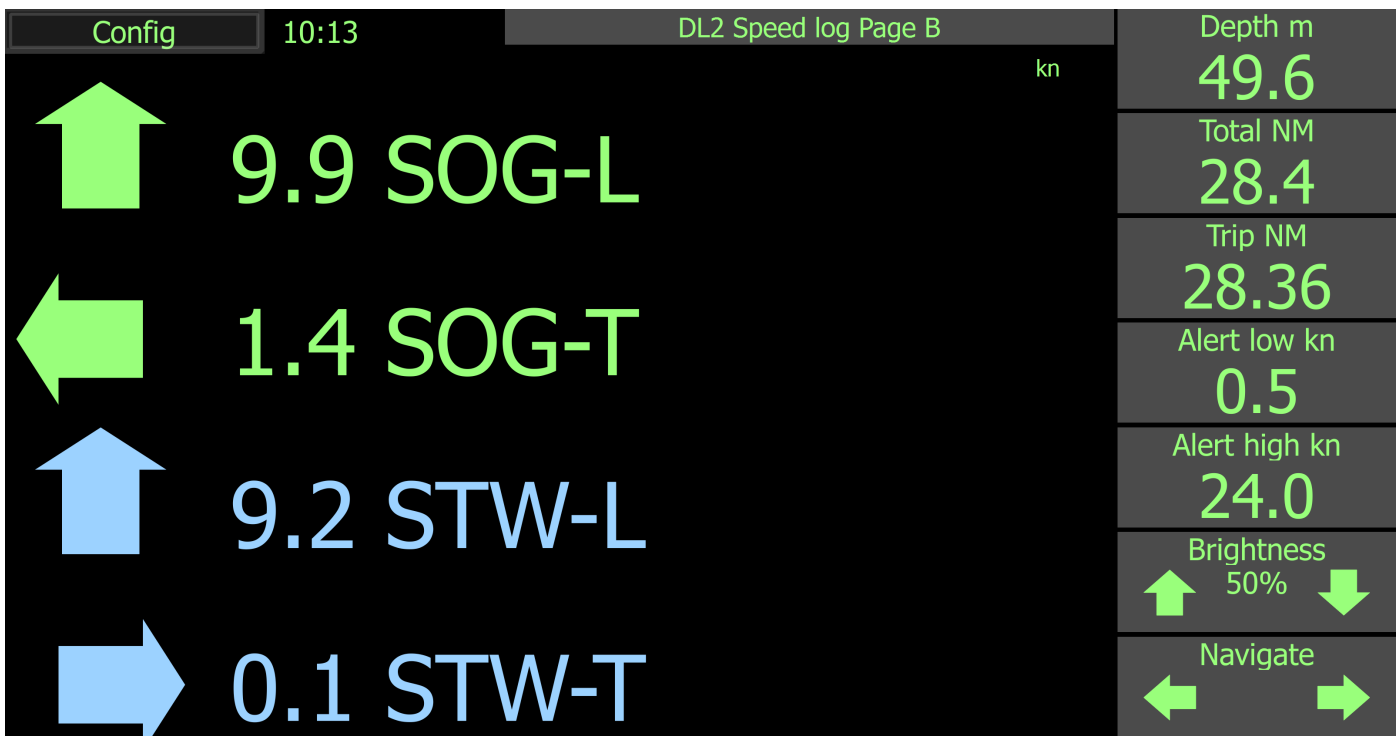 Config
10:13
DL2 Speed log Page B
kn
9.9 SOG-L
1.4 SOG-T
9.2 STW-L
0.1 STW-T
Depth m
49.6
Total NM
28.4
Trip NM
28.36
Alert low kn
0.5
Alert high kn
24.0
Brightness
50%
Navigate